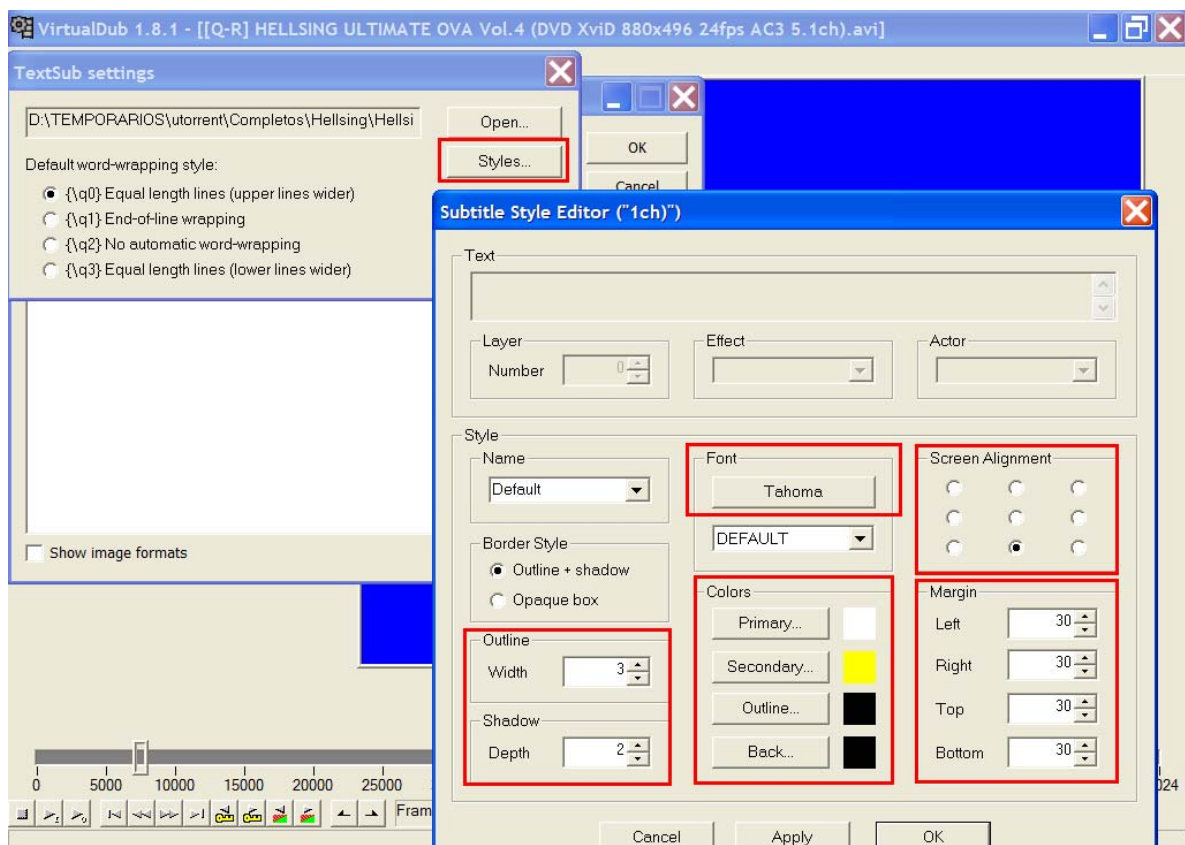 VirtualDub 1.8.1 - [[Q-R] HELLSING ULTIMATE OVA Vol.4 (DVD XviD 880x496 24fps AC3 5.1ch).avi]
TextSub settings
D:\TEMPORARIOS\utorrent\Completos\Hellsing\Hellsi
Open...
Styles...
Default word-wrapping style:
{\q0} Equal length lines (upper lines wider)
{\q1} End-of-line wrapping
{\q2} No automatic word-wrapping
{\q3} Equal length lines (lower lines wider)
OK
Cancel
Subtitle Style Editor ("1ch)")
Text
Layer
Number 0
Effect
Actor
Style
Name
Default
Font
Tahoma
DEFAULT
Screen Alignment
Border Style
Outline + shadow
Opaque box
Outline
Width 3
Shadow
Depth 2
Colors
Primary...
Secondary...
Outline...
Back...
Margin
Left 30
Right 30
Top 30
Bottom 30
Show image formats
0 5000 10000 15000 20000 25000
024
Fram
Cancel Apply OK